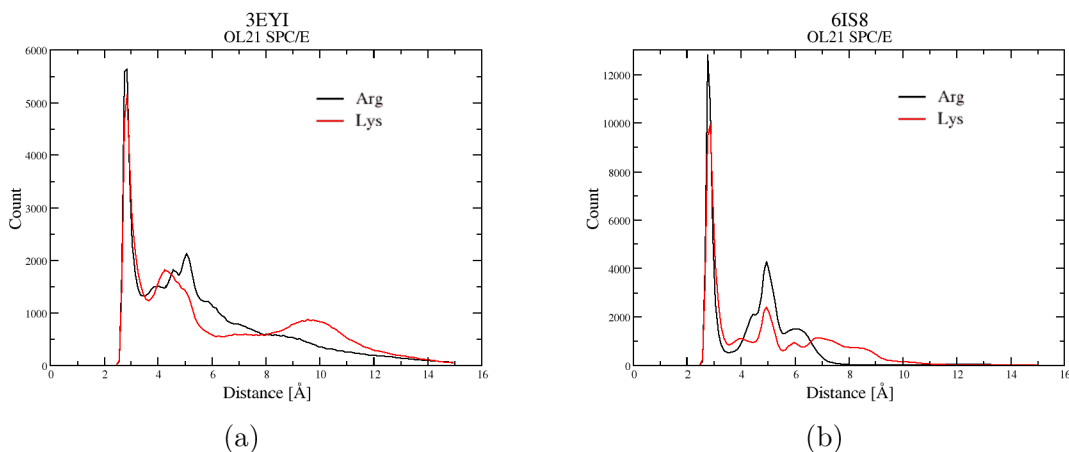 3EYI
OL21 SPC/E
6000
5000
4000
3000
2000
1000
0
Count
0 2 4 6 8 10 12 14 16
Distance [Å]
Arg
Lys
(a)
6IS8
OL21 SPC/E
12000
10000
8000
6000
4000
2000
0
Count
0 2 4 6 8 10 12 14 16
Distance [Å]
Arg
Lys
(b)